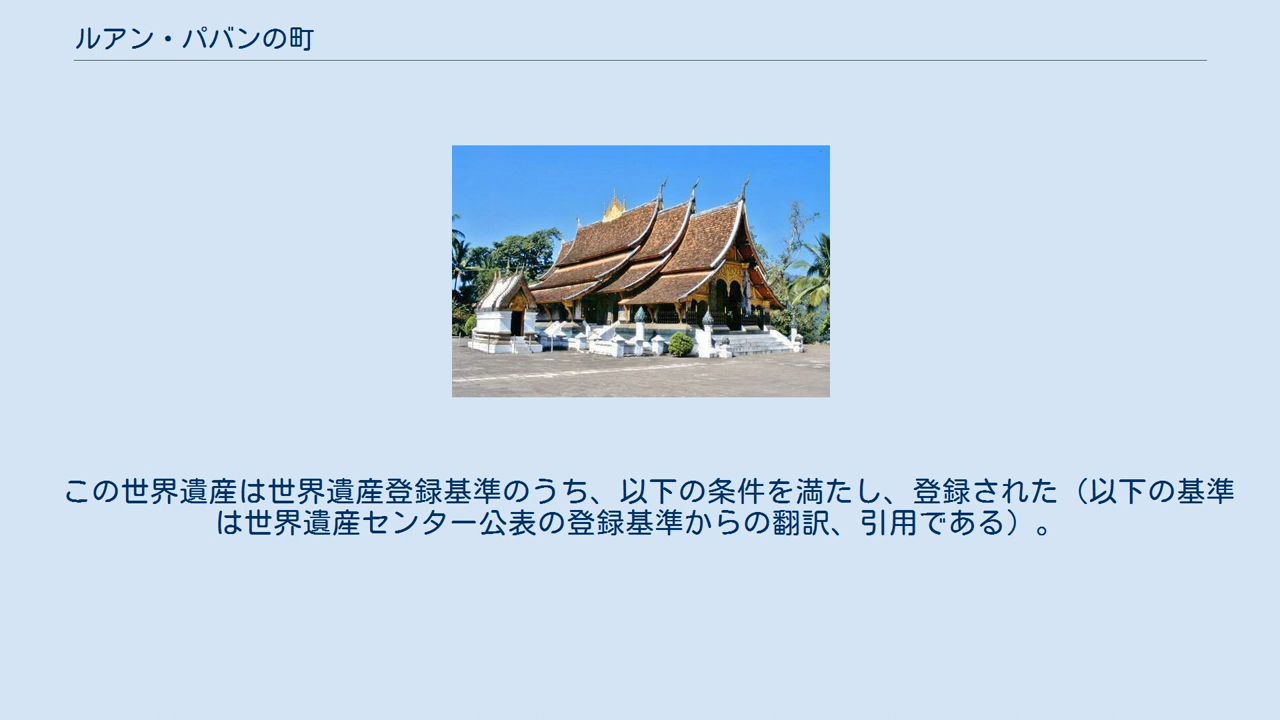 ルアン・パバンの町
この世界遺産は世界遺産登録基準のうち、以下の条件を満たし、登録された（以下の基準
は世界遺産センター公表の登録基準からの翻訳、引用である）。